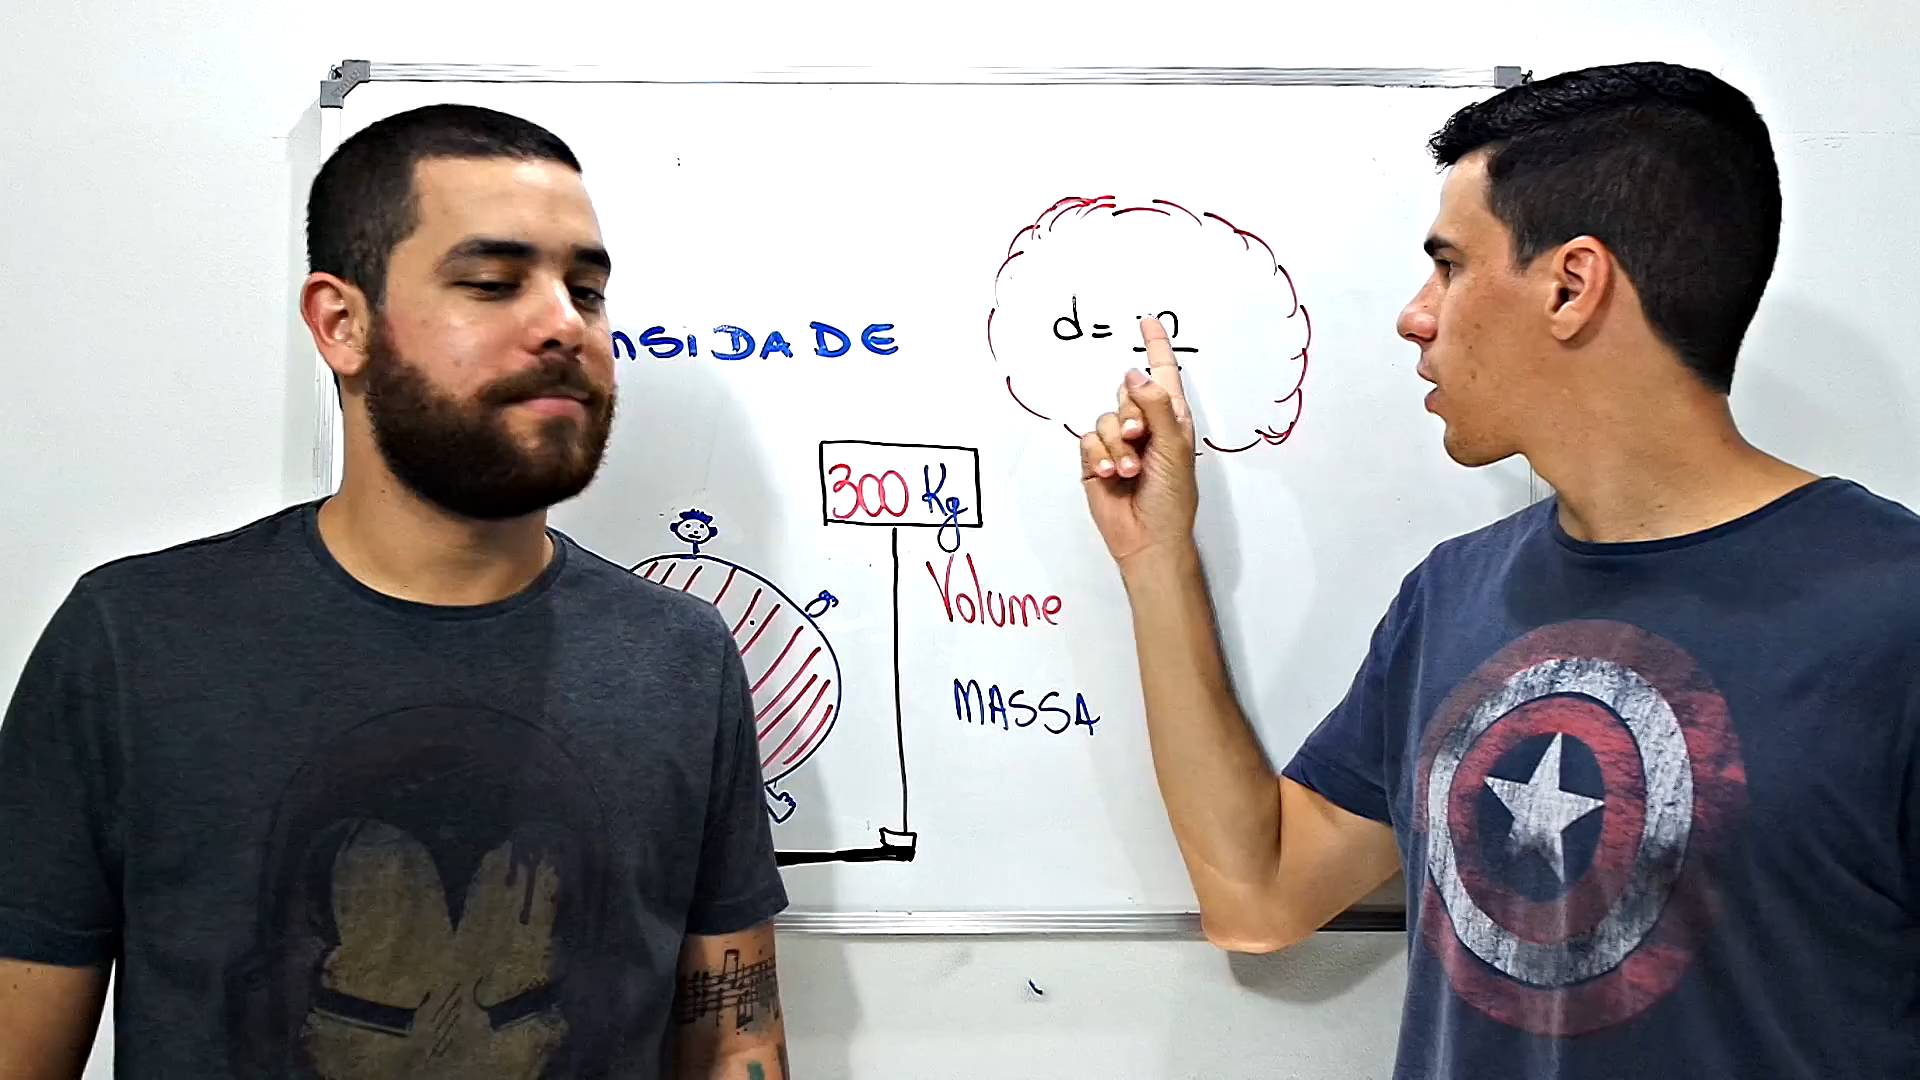 NSIDADE
d = m
300 Kg
Volume
MASSA